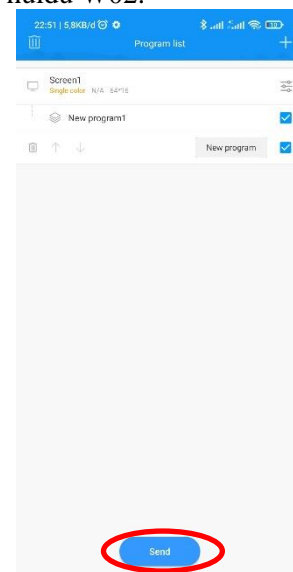 22:51 | 5,8KB/d
Program list
Screen1
Single color N/A 64*16
New program1
New program
Send